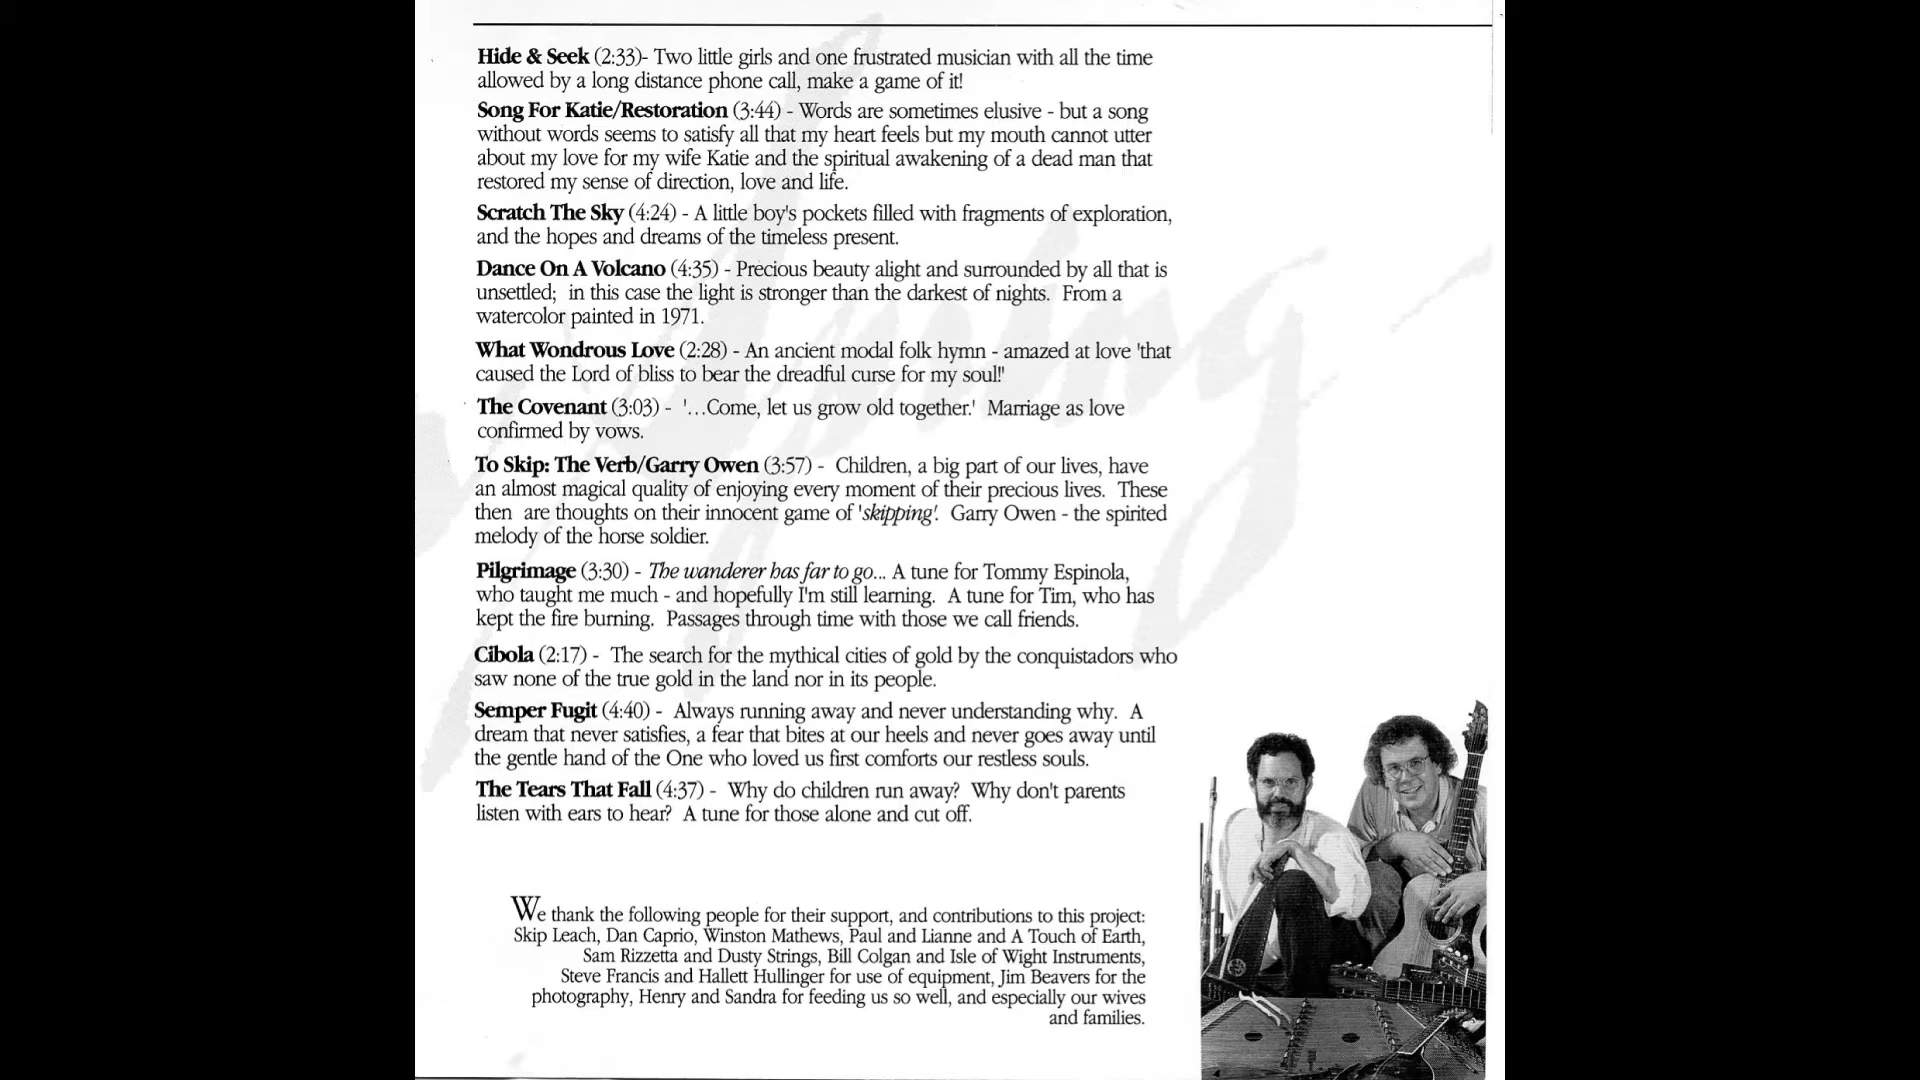 Hide & Seek (2:33)- Two little girls and one frustrated musician with all the time
allowed by a long distance phone call, make a game of it!
Song For Katie/Restoration (3:44) - Words are sometimes elusive - but a song
without words seems to satisfy all that my heart feels but my mouth cannot utter
about my love for my wife Katie and the spiritual awakening of a dead man that
restored my sense of direction, love and life.
Scratch The Sky (4:24) - A little boy's pockets filled with fragments of exploration,
and the hopes and dreams of the timeless present.
Dance On A Volcano (4:35) - Precious beauty alight and surrounded by all that is
unsettled;  in this case the light is stronger than the darkest of nights.  From a
watercolor painted in 1971.
What Wondrous Love (2:28) - An ancient modal folk hymn - amazed at love 'that
caused the Lord of bliss to bear the dreadful curse for my soul!'
The Covenant (3:03) -  '…Come, let us grow old together.'  Marriage as love
confirmed by vows.
To Skip: The Verb/Garry Owen (3:57) -  Children, a big part of our lives, have
an almost magical quality of enjoying every moment of their precious lives.  These
then  are thoughts on their innocent game of 'skipping'.  Garry Owen - the spirited
melody of the horse soldier.
Pilgrimage (3:30) - The wanderer has far to go... A tune for Tommy Espinola,
who taught me much - and hopefully I'm still learning.  A tune for Tim, who has
kept the fire burning.  Passages through time with those we call friends.
Cibola (2:17) -  The search for the mythical cities of gold by the conquistadors who
saw none of the true gold in the land nor in its people.
Semper Fugit (4:40) -  Always running away and never understanding why.  A
dream that never satisfies, a fear that bites at our heels and never goes away until
the gentle hand of the One who loved us first comforts our restless souls.
The Tears That Fall (4:37) -  Why do children run away?  Why don't parents
listen with ears to hear?  A tune for those alone and cut off.
We thank the following people for their support, and contributions to this project:
Skip Leach, Dan Caprio, Winston Mathews, Paul and Lianne and A Touch of Earth,
Sam Rizzetta and Dusty Strings, Bill Colgan and Isle of Wight Instruments,
Steve Francis and Hallett Hullinger for use of equipment, Jim Beavers for the
photography, Henry and Sandra for feeding us so well, and especially our wives
and families.